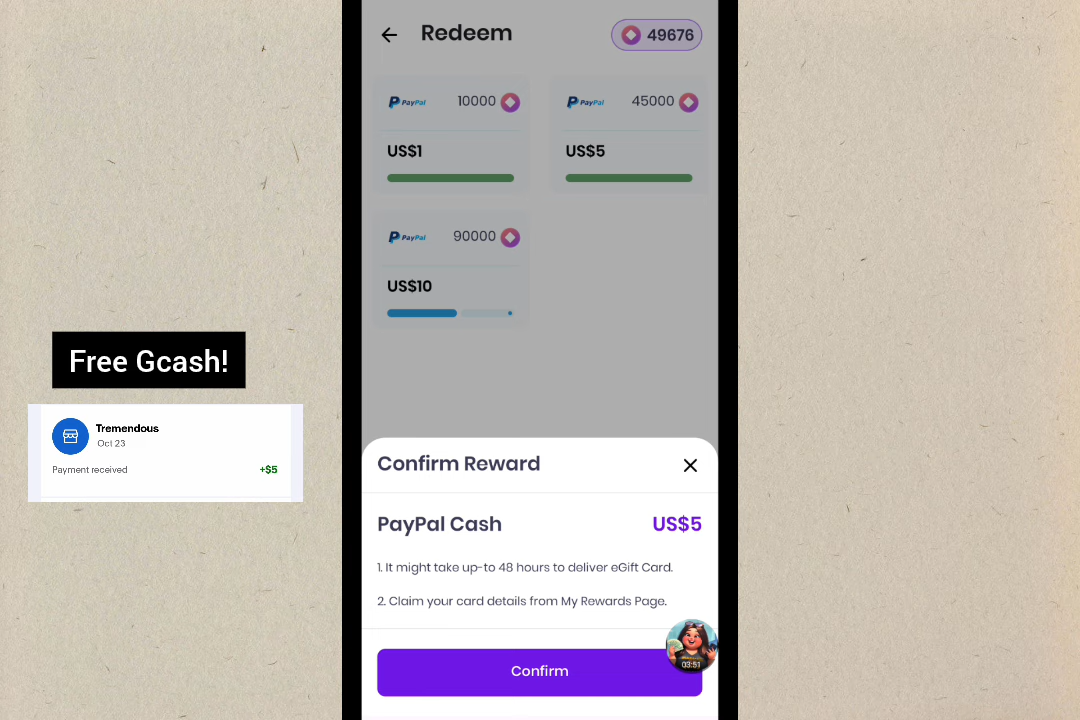 Redeem
49676
PayPal 10000
US$1
PayPal 45000
US$5
PayPal 90000
US$10
Free Gcash!
Tremendous
Oct 23
Payment received +$5
Confirm Reward
PayPal Cash US$5
1. It might take up-to 48 hours to deliver eGift Card.
2. Claim your card details from My Rewards Page.
03:51
Confirm